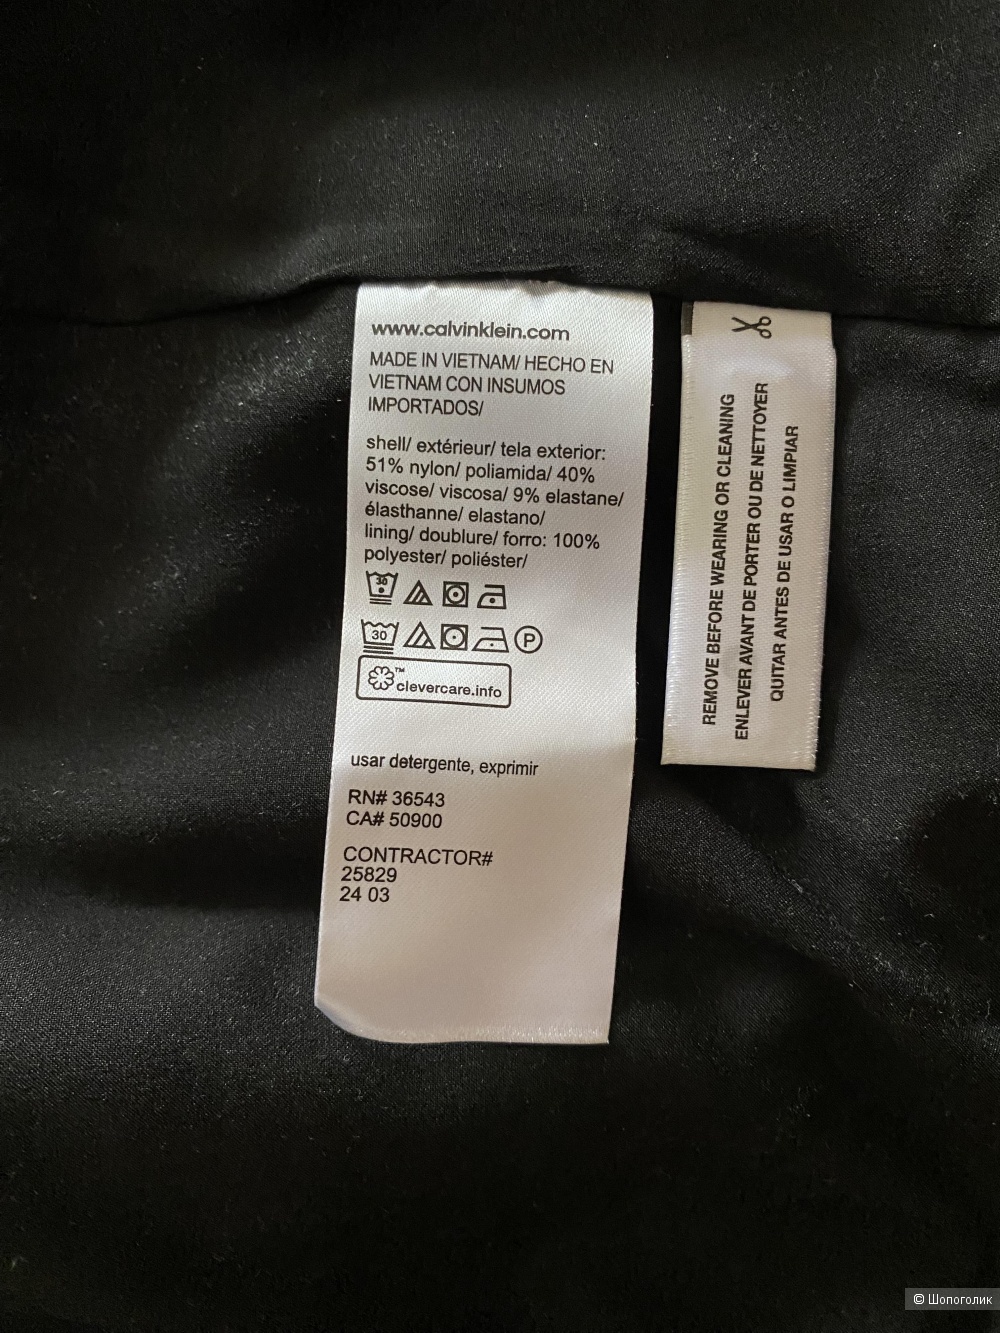 www.calvinklein.com
MADE IN VIETNAM/ HECHO EN
VIETNAM CON INSUMOS
IMPORTADOS/
shell/ extérieur/ tela exterior:
51% nylon/ poliamida/ 40%
viscose/ viscosa/ 9% elastane/
élasthanne/ elastano/
lining/ doublure/ forro: 100%
polyester/ poliéster/
30
30 P
clevercare.info™
usar detergente, exprimir
RN# 36543
CA# 50900
CONTRACTOR#
25829
24 03
REMOVE BEFORE WEARING OR CLEANING
ENLEVER AVANT DE PORTER OU DE NETTOYER
QUITAR ANTES DE USAR O LIMPIAR
© Шопоголик